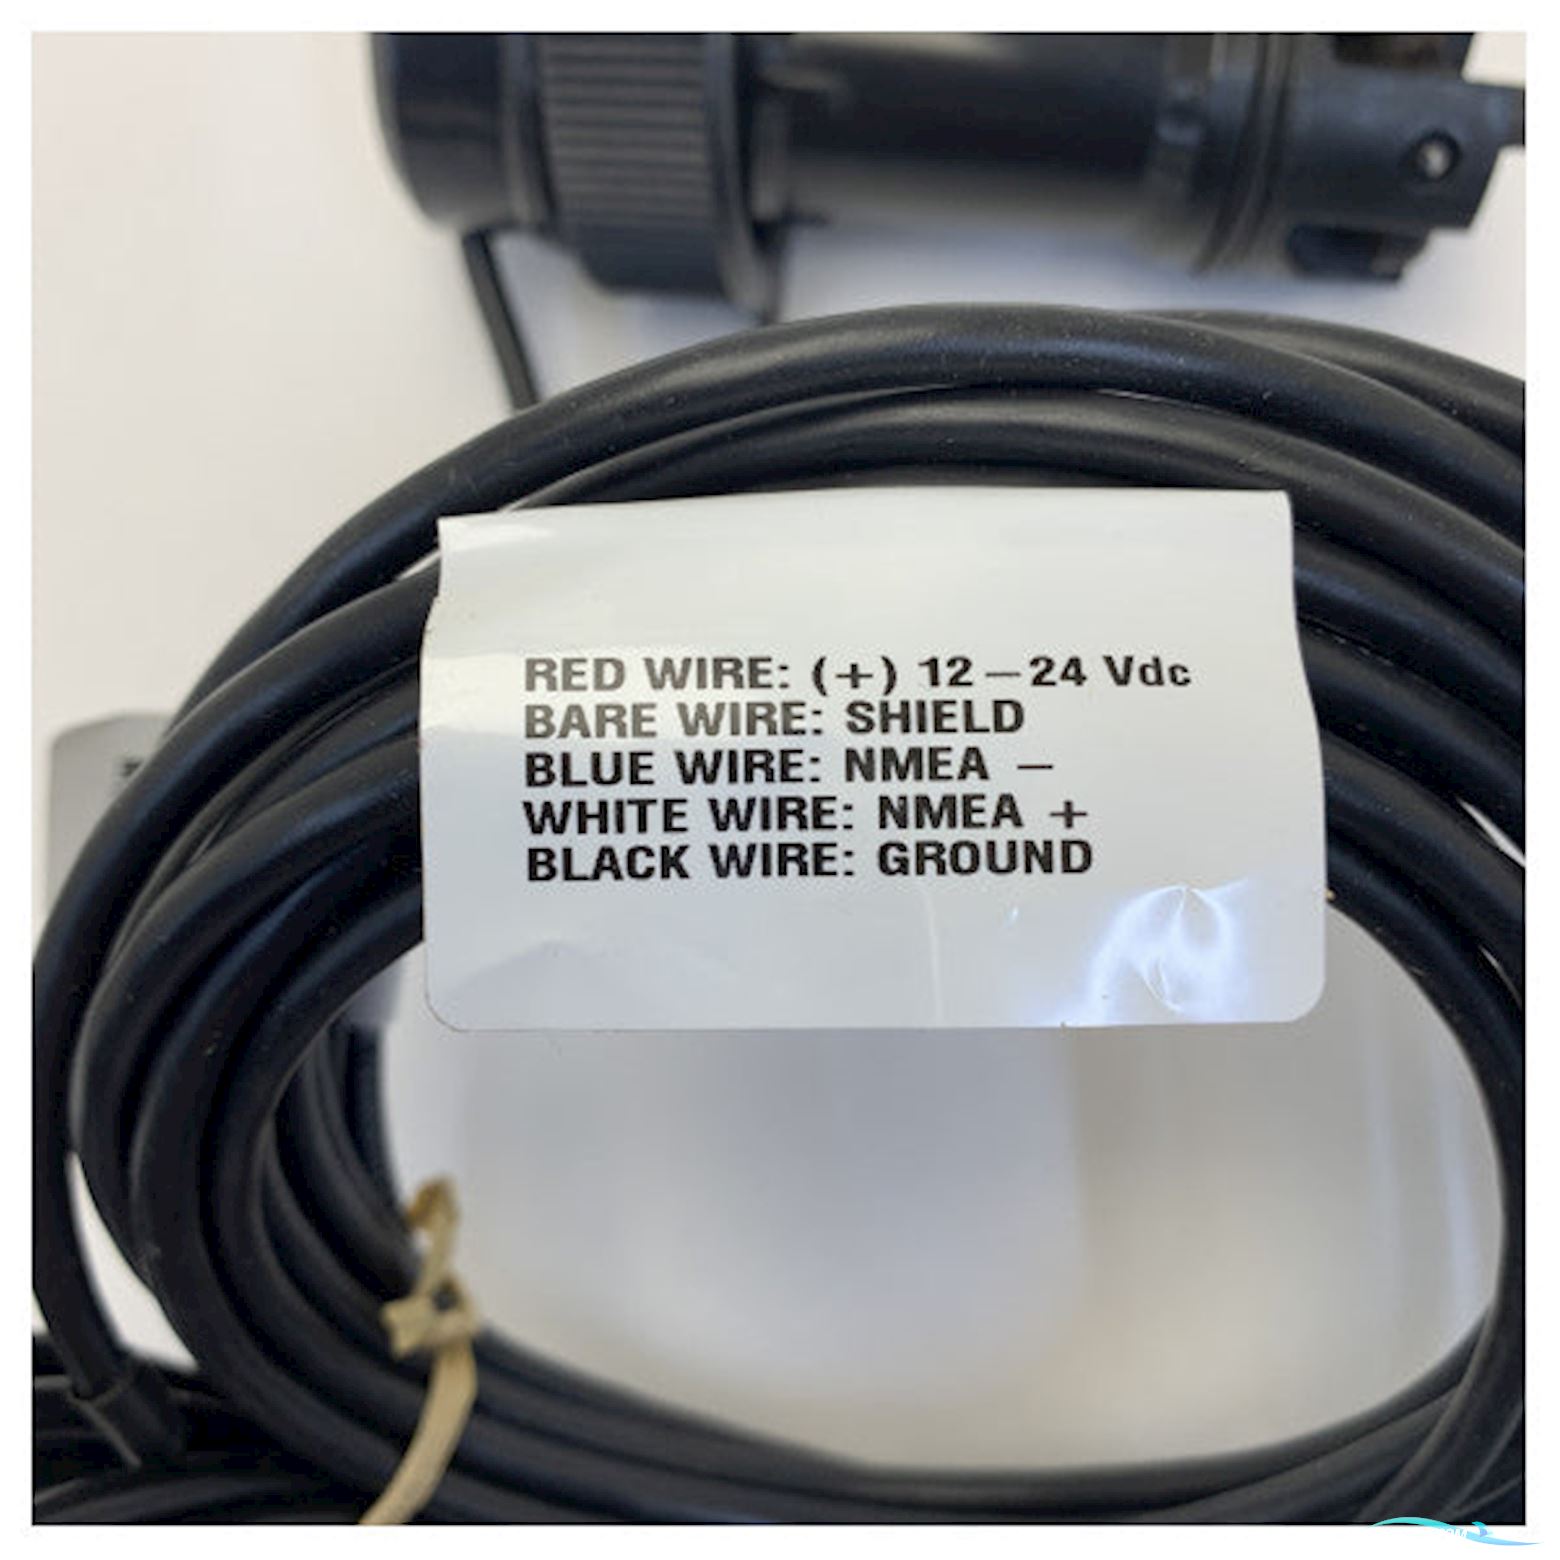 RED WIRE: (+) 12–24 Vdc
BARE WIRE: SHIELD
BLUE WIRE: NMEA –
WHITE WIRE: NMEA +
BLACK WIRE: GROUND